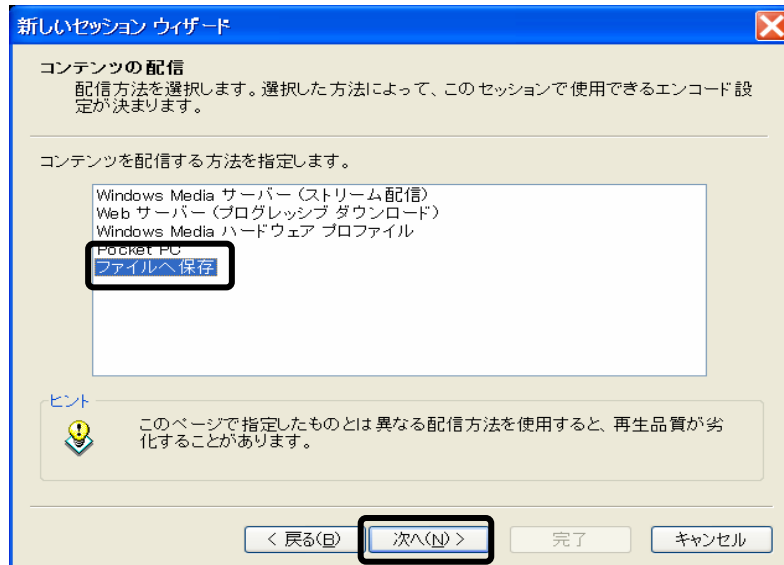 新しいセッション ウィザード
コンテンツの配信
配信方法を選択します。選択した方法によって、このセッションで使用できるエンコード設
定が決まります。
コンテンツを配信する方法を指定します。
Windows Media サーバー (ストリーム配信)
Web サーバー (プログレッシブ ダウンロード)
Windows Media ハードウェア プロファイル
Pocket PC
ファイルへ保存
ヒント
このページで指定したものとは異なる配信方法を使用すると、再生品質が劣
化することがあります。
< 戻る(B) 次へ(N) > 完了 キャンセル